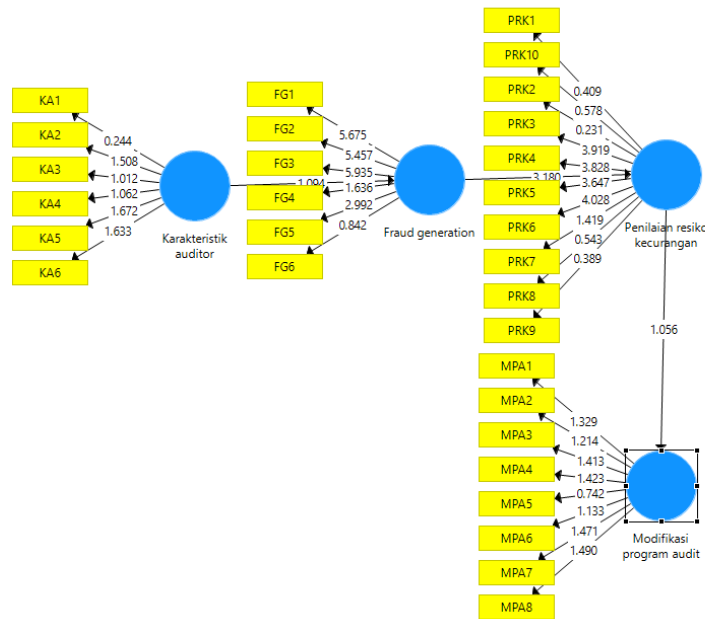 PRK1
PRK10
PRK2
PRK3
PRK4
PRK5
PRK6
PRK7
PRK8
PRK9
0.409
0.578
0.231
3.919
3.828
3.647
4.028
1.419
0.543
0.389
KA1
KA2
KA3
KA4
KA5
KA6
0.244
1.508
1.012
1.062
1.672
1.633
Karakteristik
auditor
1.094
FG1
FG2
FG3
FG4
FG5
FG6
5.675
5.457
5.935
1.636
2.992
0.842
Fraud generation
3.180
Penilaian resiko
kecurangan
1.056
MPA1
MPA2
MPA3
MPA4
MPA5
MPA6
MPA7
MPA8
1.329
1.214
1.413
1.423
0.742
1.133
1.471
1.490
Modifikasi
program audit